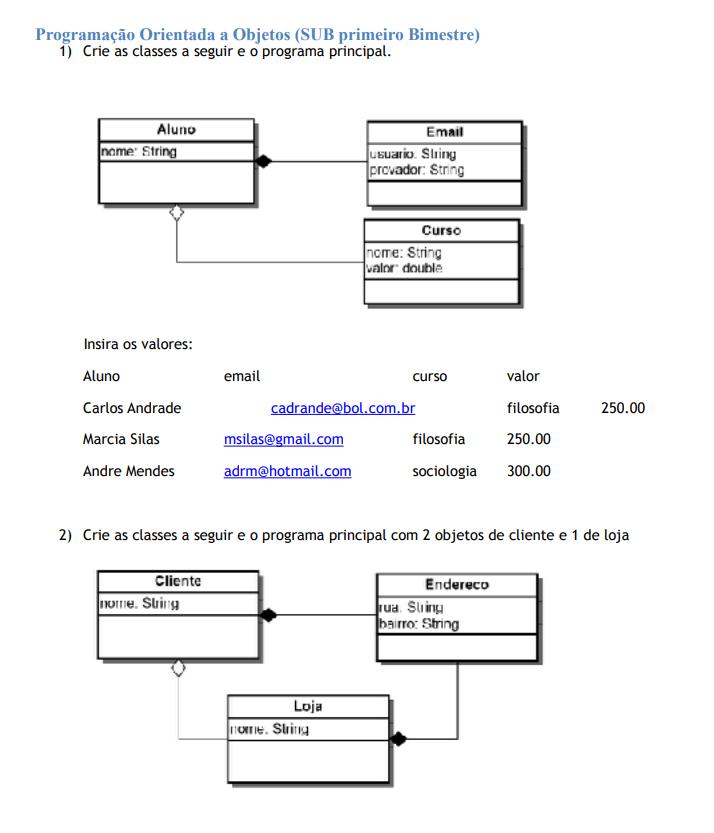 Programação Orientada a Objetos (SUB primeiro Bimestre)
1) Crie as classes a seguir e o programa principal.
Aluno
nome: String
Email
usuario: String
provador: String
Curso
nome: String
valor: double
Insira os valores:
Aluno email curso valor
Carlos Andrade cadrande@bol.com.br filosofia 250.00
Marcia Silas msilas@gmail.com filosofia 250.00
Andre Mendes adrm@hotmail.com sociologia 300.00
2) Crie as classes a seguir e o programa principal com 2 objetos de cliente e 1 de loja
Cliente
nome: String
Endereco
rua: String
bairro: String
Loja
nome: String